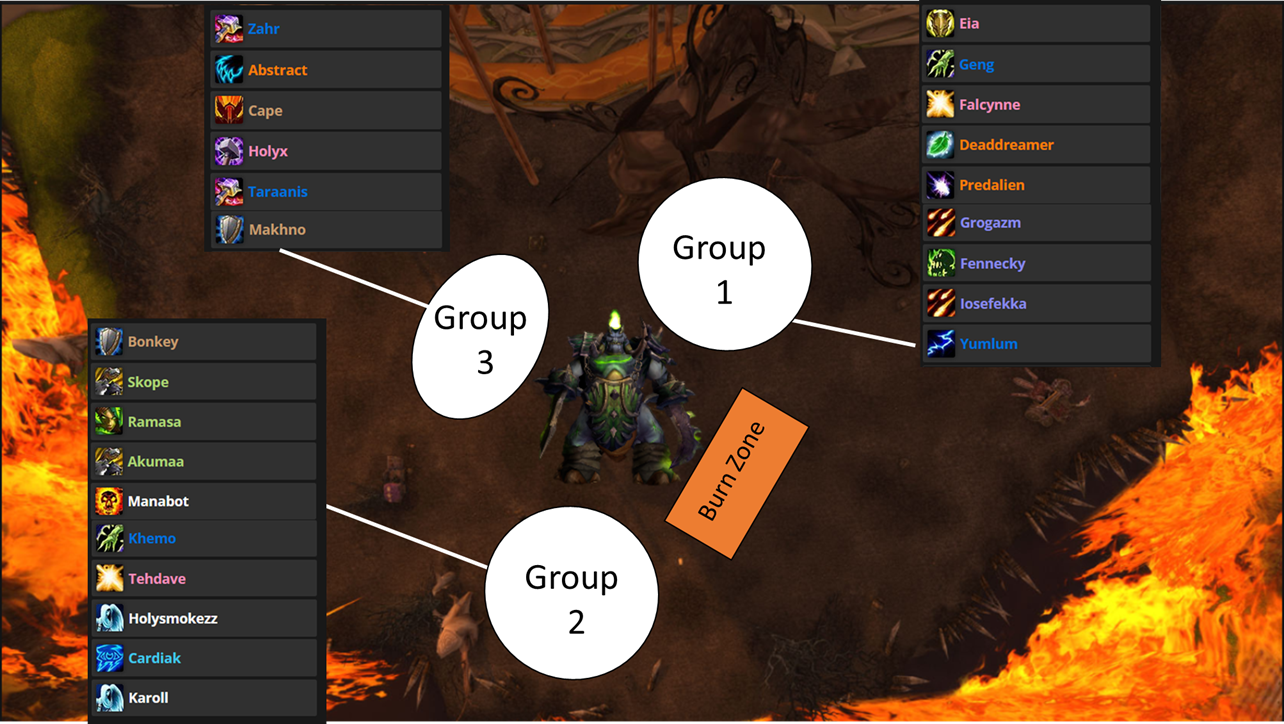 Zahr
Abstract
Cape
Holyx
Taraanis
Makhno
Eia
Geng
Falcynne
Deaddreamer
Predalien
Grogazm
Fennecky
Iosefekka
Yumlum
Group
1
Group
3
Bonkey
Skope
Ramasa
Akumaa
Manabot
Khemo
Tehdave
Holysmokezz
Cardiak
Karoll
Burn Zone
Group
2